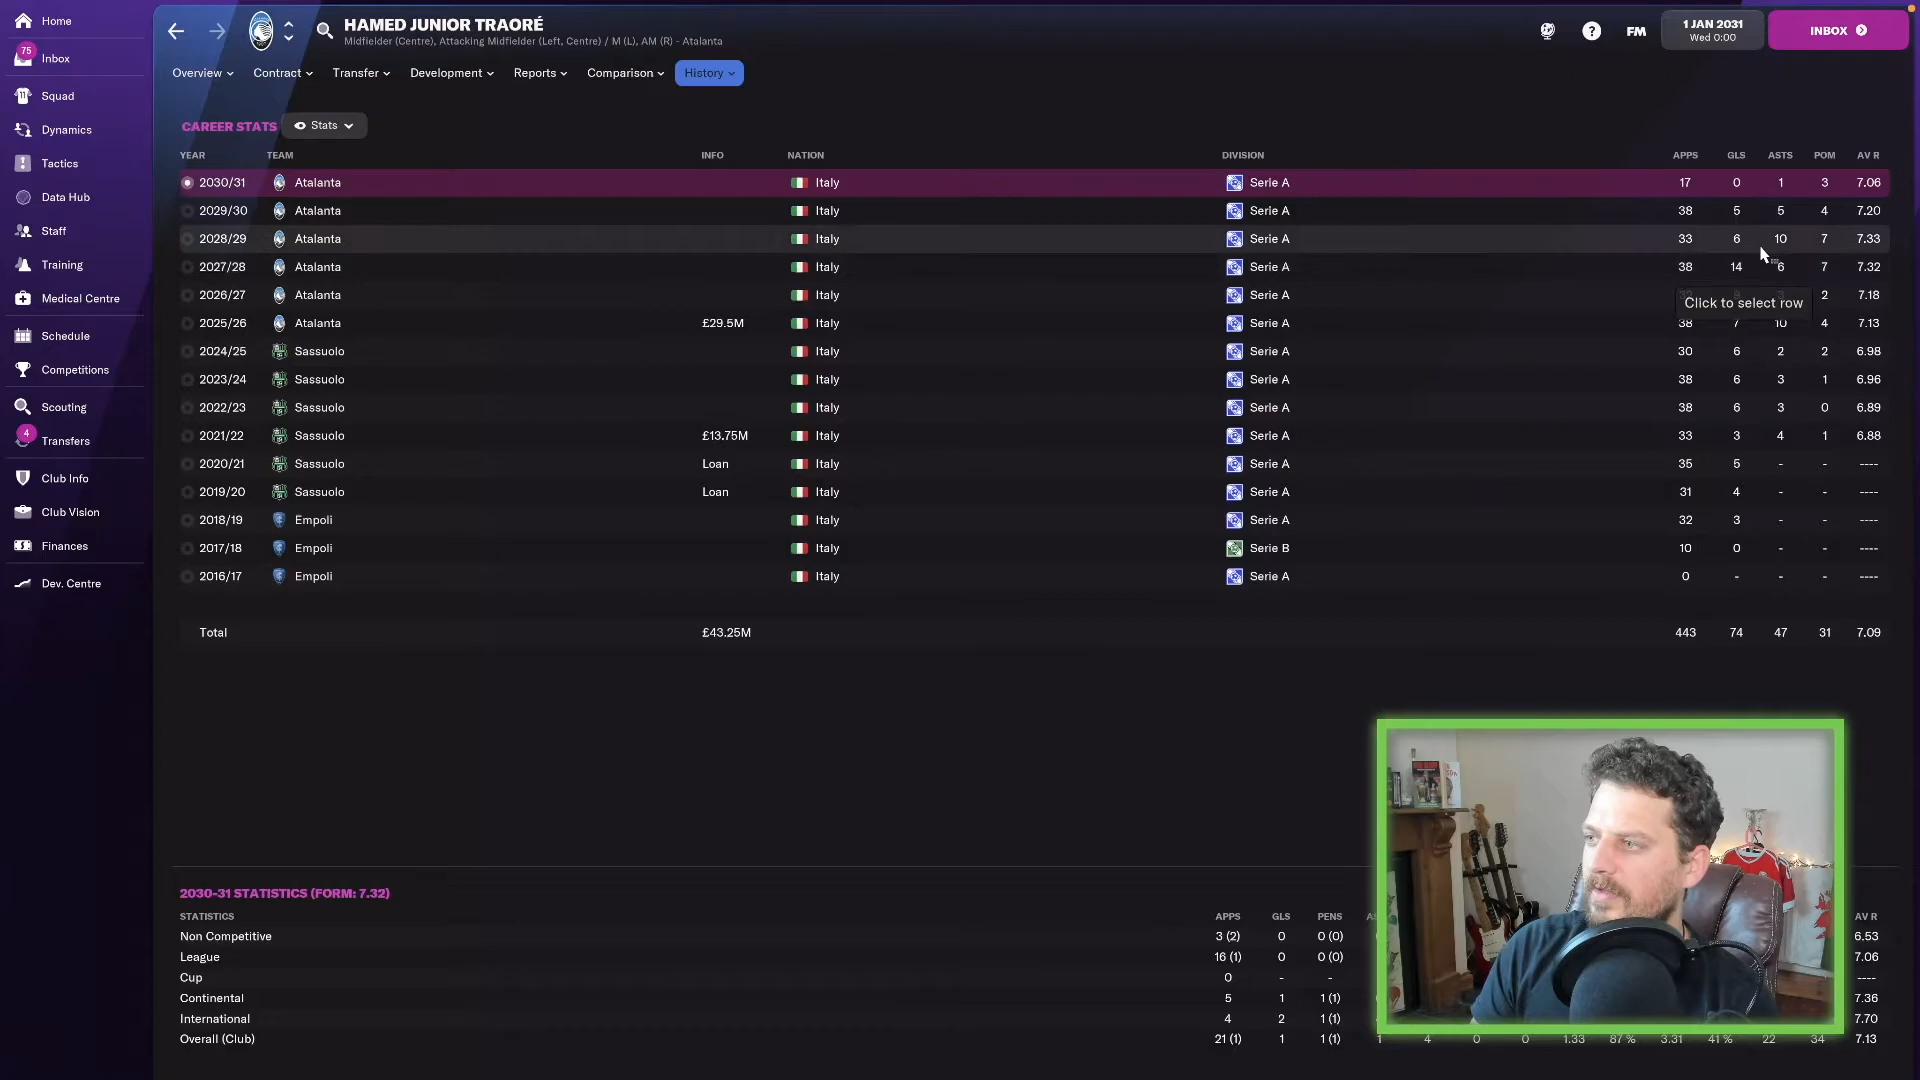 Home
75
Inbox
Squad
Dynamics
Tactics
Data Hub
Staff
Training
Medical Centre
Schedule
Competitions
Scouting
4
Transfers
Club Info
Club Vision
Finances
Dev. Centre
HAMED JUNIOR TRAORÉ
Midfielder (Centre), Attacking Midfielder (Left, Centre) / M (L), AM (R) - Atalanta
FM
1 JAN 2031
Wed 0:00
INBOX
Overview Contract Transfer Development Reports Comparison History
CAREER STATS Stats
YEAR TEAM INFO NATION DIVISION APPS GLS ASTS POM AV R
2030/31 Atalanta Italy Serie A 17 0 1 3 7.06
2029/30 Atalanta Italy Serie A 38 5 5 4 7.20
2028/29 Atalanta Italy Serie A 33 6 10 7 7.33
2027/28 Atalanta Italy Serie A 38 14 6 7 7.32
2026/27 Atalanta Italy Serie A 2 7.18
Click to select row
2025/26 Atalanta £29.5M Italy Serie A 38 7 10 4 7.13
2024/25 Sassuolo Italy Serie A 30 6 2 2 6.98
2023/24 Sassuolo Italy Serie A 38 6 3 1 6.96
2022/23 Sassuolo Italy Serie A 38 6 3 0 6.89
2021/22 Sassuolo £13.75M Italy Serie A 33 3 4 1 6.88
2020/21 Sassuolo Loan Italy Serie A 35 5 - - ----
2019/20 Sassuolo Loan Italy Serie A 31 4 - - ----
2018/19 Empoli Italy Serie A 32 3 - - ----
2017/18 Empoli Italy Serie B 10 0 - - ----
2016/17 Empoli Italy Serie A 0 - - - ----
Total £43.25M 443 74 47 31 7.09
2030-31 STATISTICS (FORM: 7.32)
STATISTICS APPS GLS PENS AV R
Non Competitive 3 (2) 0 0 (0) 6.53
League 16 (1) 0 0 (0) 7.06
Cup 0 - - ----
Continental 5 1 1 (1) 7.36
International 4 2 1 (1) 7.70
Overall (Club) 21 (1) 1 1 (1) 1 4 0 0 1.33 87 % 3.31 41 % 22 34 7.13